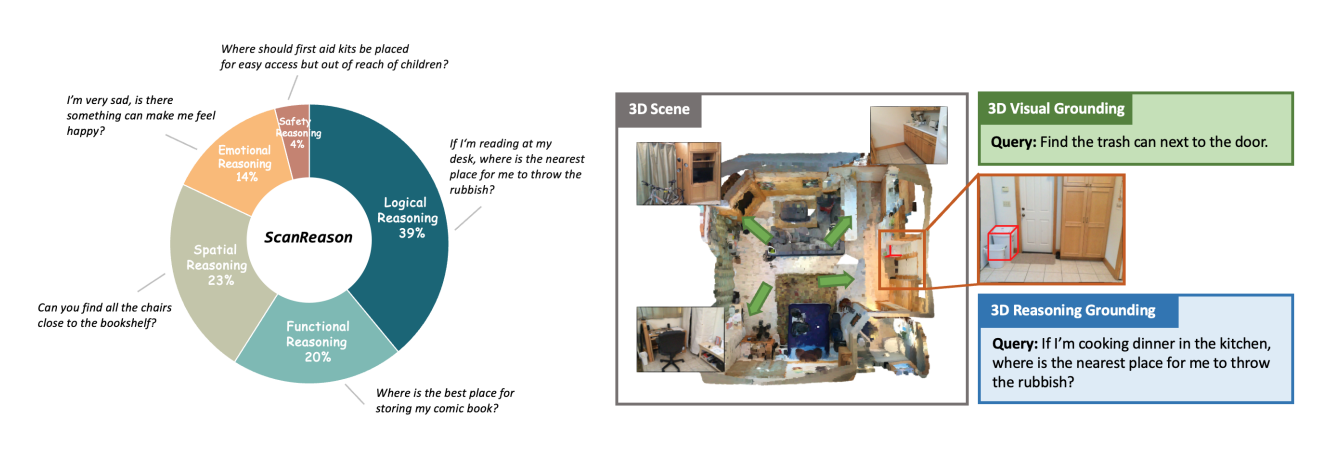 Where should first aid kits be placed
for easy access but out of reach of children?
I'm very sad, is there
something can make me feel
happy?
Safety
Reasoning
4%
Emotional
Reasoning
14%
If I'm reading at my
desk, where is the nearest
place for me to throw the
rubbish?
Logical
Reasoning
39%
ScanReason
Spatial
Reasoning
23%
Can you find all the chairs
close to the bookshelf?
Functional
Reasoning
20%
Where is the best place for
storing my comic book?
3D Scene
3D Visual Grounding
Query: Find the trash can next to the door.
3D Reasoning Grounding
Query: If I'm cooking dinner in the kitchen,
where is the nearest place for me to throw
the rubbish?